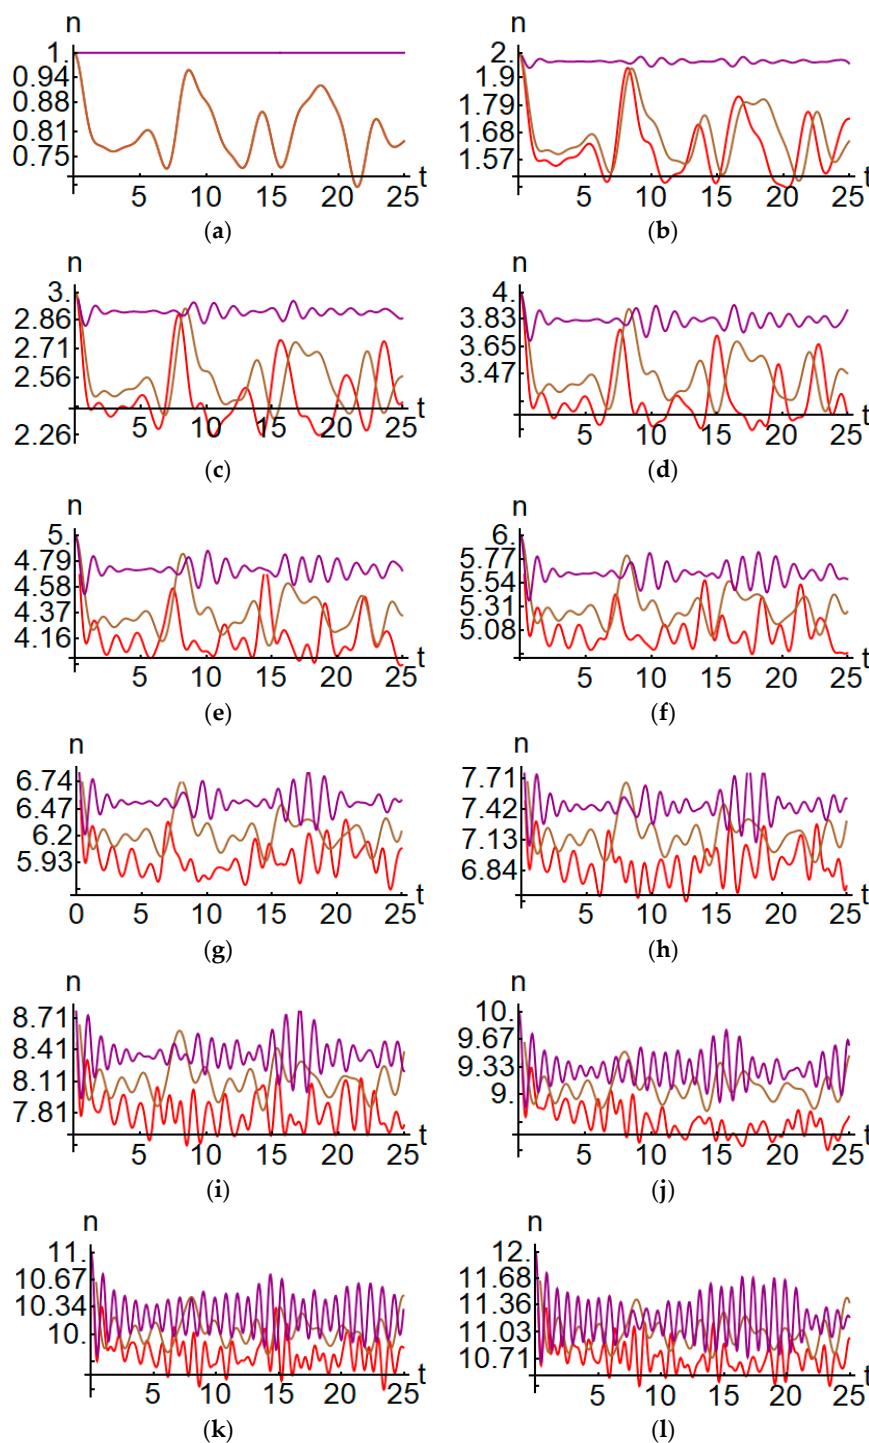 n n
1. 2.
0.94 1.9
0.88 1.79
0.81 1.68
0.75 1.57
t t
5 10 15 20 25 5 10 15 20 25
(a) (b)
n n
3. 4.
2.86 3.83
2.71 3.65
2.56 3.47
t t
5 10 15 20 25 5 10 15 20 25
2.26
(c) (d)
n n
5. 6.
4.79 5.77
4.58 5.54
4.37 5.31
4.16 5.08
t t
5 10 15 20 25 5 10 15 20 25
(e) (f)
n n
6.74 7.71
6.47 7.42
6.2 7.13
5.93 6.84
t t
0 5 10 15 20 25 5 10 15 20 25
(g) (h)
n n
8.71 10.
8.41 9.67
8.11 9.33
7.81 9.
t t
5 10 15 20 25 5 10 15 20 25
(i) (j)
n n
11. 12.
10.67 11.68
10.34 11.36
10. 11.03
10.71
t t
5 10 15 20 25 5 10 15 20 25
(k) (l)